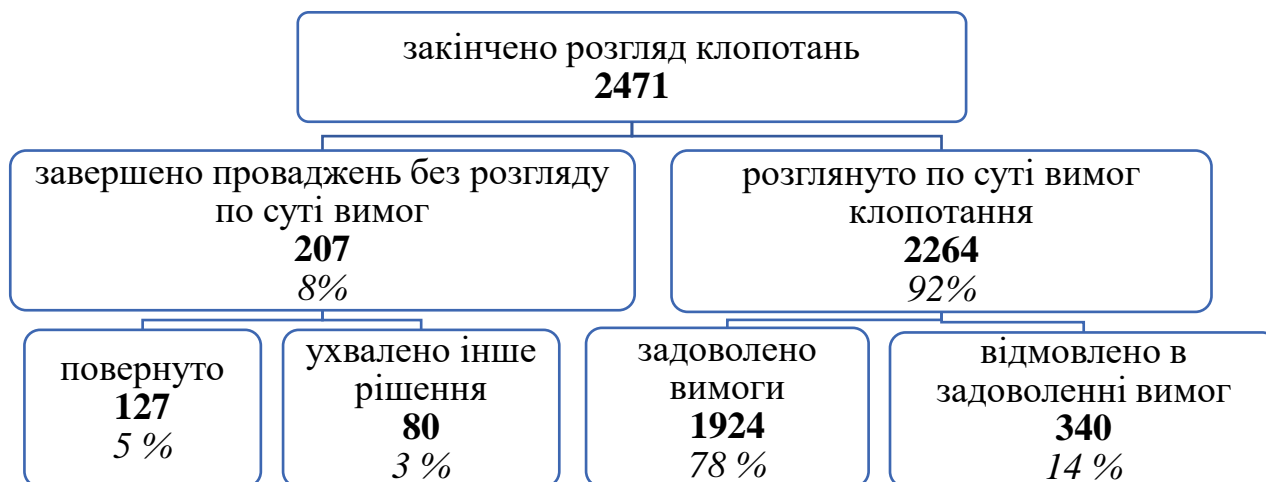 закінчено розгляд клопотань
2471
завершено проваджень без розгляду
по суті вимог
207
8%
розглянуто по суті вимог
клопотання
2264
92%
повернуто
127
5 %
ухвалено інше
рішення
80
3 %
задоволено
вимоги
1924
78 %
відмовлено в
задоволенні вимог
340
14 %